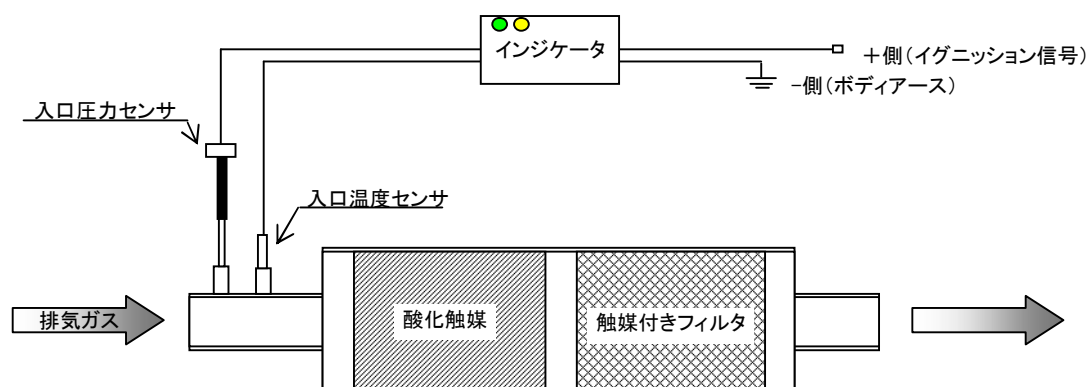 インジケータ
+側(イグニッション信号)
-側(ボディアース)
入口圧力センサ
入口温度センサ
排気ガス
酸化触媒
触媒付きフィルタ